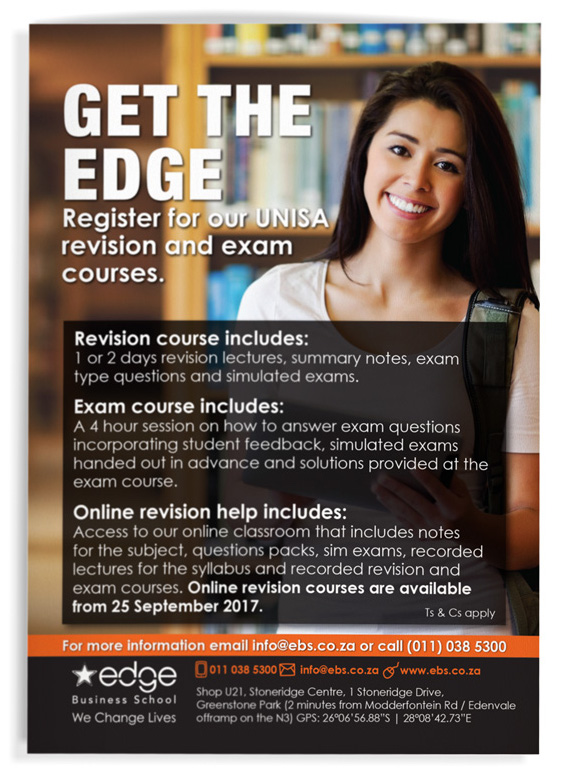 GET THE
EDGE
Register for our UNISA
revision and exam
courses.
Revision course includes:
1 or 2 days revision lectures, summary notes, exam
type questions and simulated exams.
Exam course includes:
A 4 hour session on how to answer exam questions
incorporating student feedback, simulated exams
handed out in advance and solutions provided at the
exam course.
Online revision help includes:
Access to our online classroom that includes notes
for the subject, questions packs, sim exams, recorded
lectures for the syllabus and recorded revision and
exam courses. Online revision courses are available
from 25 September 2017.
Ts & Cs apply
For more information email info@ebs.co.za or call (011) 038 5300
edge
Business School
We Change Lives
011 038 5300 info@ebs.co.za www.ebs.co.za
Shop U21, Stoneridge Centre, 1 Stoneridge Drive,
Greenstone Park (2 minutes from Modderfontein Rd / Edenvale
offramp on the N3) GPS: 26°06'56.88"S | 28°08'42.73"E